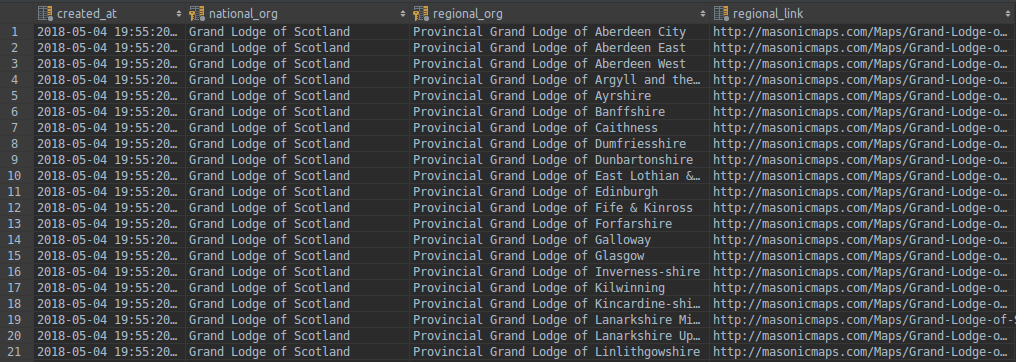 created_at national_org regional_org regional_link
1 2018-05-04 19:55:20… Grand Lodge of Scotland Provincial Grand Lodge of Aberdeen City http://masonicmaps.com/Maps/Grand-Lodge-o…
2 2018-05-04 19:55:20… Grand Lodge of Scotland Provincial Grand Lodge of Aberdeen East http://masonicmaps.com/Maps/Grand-Lodge-o…
3 2018-05-04 19:55:20… Grand Lodge of Scotland Provincial Grand Lodge of Aberdeen West http://masonicmaps.com/Maps/Grand-Lodge-o…
4 2018-05-04 19:55:20… Grand Lodge of Scotland Provincial Grand Lodge of Argyll and the… http://masonicmaps.com/Maps/Grand-Lodge-o…
5 2018-05-04 19:55:20… Grand Lodge of Scotland Provincial Grand Lodge of Ayrshire http://masonicmaps.com/Maps/Grand-Lodge-o…
6 2018-05-04 19:55:20… Grand Lodge of Scotland Provincial Grand Lodge of Banffshire http://masonicmaps.com/Maps/Grand-Lodge-o…
7 2018-05-04 19:55:20… Grand Lodge of Scotland Provincial Grand Lodge of Caithness http://masonicmaps.com/Maps/Grand-Lodge-o…
8 2018-05-04 19:55:20… Grand Lodge of Scotland Provincial Grand Lodge of Dumfriesshire http://masonicmaps.com/Maps/Grand-Lodge-o…
9 2018-05-04 19:55:20… Grand Lodge of Scotland Provincial Grand Lodge of Dunbartonshire http://masonicmaps.com/Maps/Grand-Lodge-o…
10 2018-05-04 19:55:20… Grand Lodge of Scotland Provincial Grand Lodge of East Lothian &… http://masonicmaps.com/Maps/Grand-Lodge-o…
11 2018-05-04 19:55:20… Grand Lodge of Scotland Provincial Grand Lodge of Edinburgh http://masonicmaps.com/Maps/Grand-Lodge-o…
12 2018-05-04 19:55:20… Grand Lodge of Scotland Provincial Grand Lodge of Fife & Kinross http://masonicmaps.com/Maps/Grand-Lodge-o…
13 2018-05-04 19:55:20… Grand Lodge of Scotland Provincial Grand Lodge of Forfarshire http://masonicmaps.com/Maps/Grand-Lodge-o…
14 2018-05-04 19:55:20… Grand Lodge of Scotland Provincial Grand Lodge of Galloway http://masonicmaps.com/Maps/Grand-Lodge-o…
15 2018-05-04 19:55:20… Grand Lodge of Scotland Provincial Grand Lodge of Glasgow http://masonicmaps.com/Maps/Grand-Lodge-o…
16 2018-05-04 19:55:20… Grand Lodge of Scotland Provincial Grand Lodge of Inverness-shire http://masonicmaps.com/Maps/Grand-Lodge-o…
17 2018-05-04 19:55:20… Grand Lodge of Scotland Provincial Grand Lodge of Kilwinning http://masonicmaps.com/Maps/Grand-Lodge-o…
18 2018-05-04 19:55:20… Grand Lodge of Scotland Provincial Grand Lodge of Kincardine-shi… http://masonicmaps.com/Maps/Grand-Lodge-o…
19 2018-05-04 19:55:20… Grand Lodge of Scotland Provincial Grand Lodge of Lanarkshire Mi… http://masonicmaps.com/Maps/Grand-Lodge-of-S
20 2018-05-04 19:55:20… Grand Lodge of Scotland Provincial Grand Lodge of Lanarkshire Up… http://masonicmaps.com/Maps/Grand-Lodge-o…
21 2018-05-04 19:55:20… Grand Lodge of Scotland Provincial Grand Lodge of Linlithgowshire http://masonicmaps.com/Maps/Grand-Lodge-o…